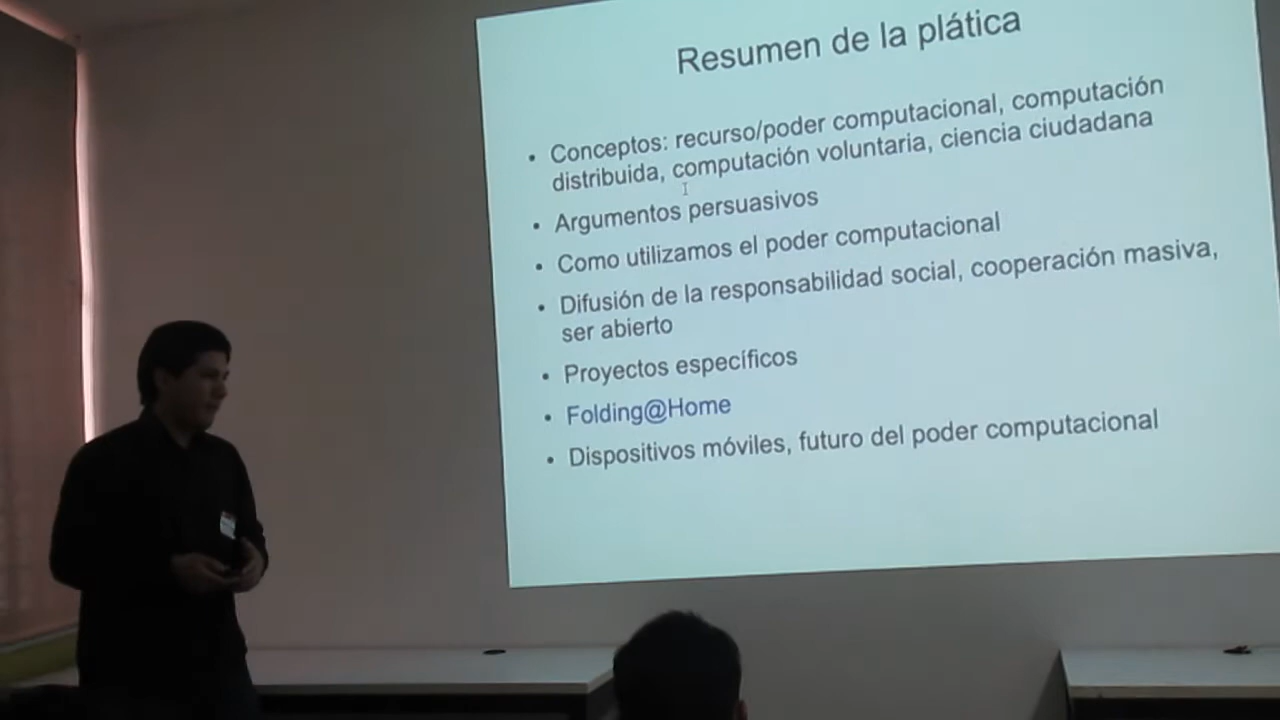 Resumen de la plática
• Conceptos: recurso/poder computacional, computación
distribuida, computación voluntaria, ciencia ciudadana
• Argumentos persuasivos
• Como utilizamos el poder computacional
• Difusión de la responsabilidad social, cooperación masiva,
ser abierto
• Proyectos específicos
• Folding@Home
• Dispositivos móviles, futuro del poder computacional